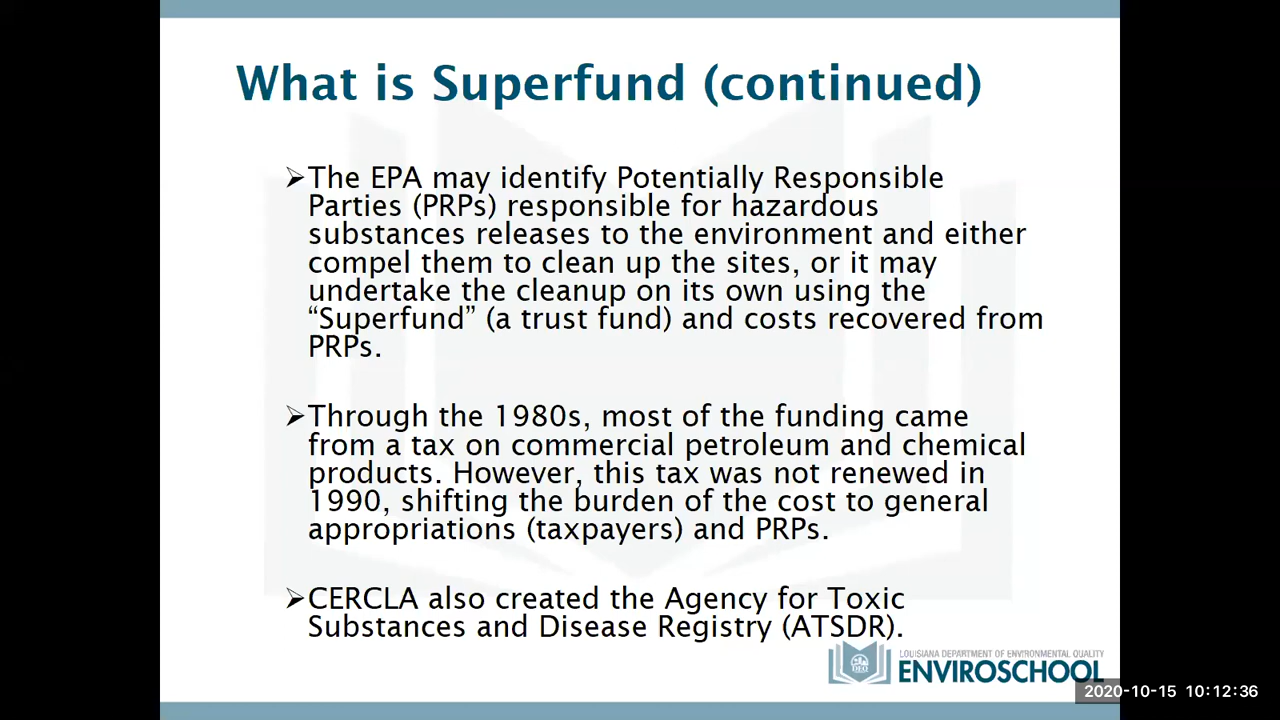 What is Superfund (continued)
➢The EPA may identify Potentially Responsible
Parties (PRPs) responsible for hazardous
substances releases to the environment and either
compel them to clean up the sites, or it may
undertake the cleanup on its own using the
“Superfund” (a trust fund) and costs recovered from
PRPs.
➢Through the 1980s, most of the funding came
from a tax on commercial petroleum and chemical
products. However, this tax was not renewed in
1990, shifting the burden of the cost to general
appropriations (taxpayers) and PRPs.
➢CERCLA also created the Agency for Toxic
Substances and Disease Registry (ATSDR).
LOUISIANA DEPARTMENT OF ENVIRONMENTAL QUALITY
DEQ
ENVIROSCHOOL
2020-10-15 10:12:36